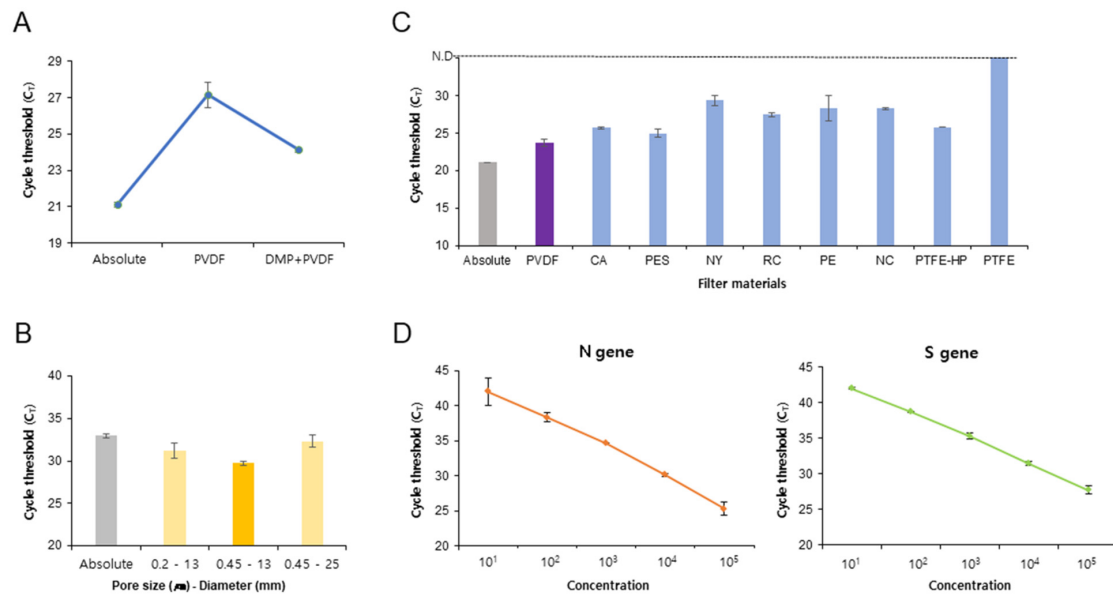 A
Cycle threshold (CT)
29
27
25
23
21
19
Absolute PVDF DMP+PVDF
C
Cycle threshold (CT)
N.D
30
25
20
15
10
Absolute PVDF CA PES NY RC PE NC PTFE-HP PTFE
Filter materials
B
Cycle threshold (CT)
40
38
35
33
30
28
25
23
20
Absolute 0.2 - 13 0.45 - 13 0.45 - 25
Pore size (㎛) - Diameter (mm)
D
N gene
Cycle threshold (CT)
45
40
35
30
25
20
10¹ 10² 10³ 10⁴ 10⁵
Concentration
S gene
Cycle threshold (CT)
45
40
35
30
25
20
10¹ 10² 10³ 10⁴ 10⁵
Concentration